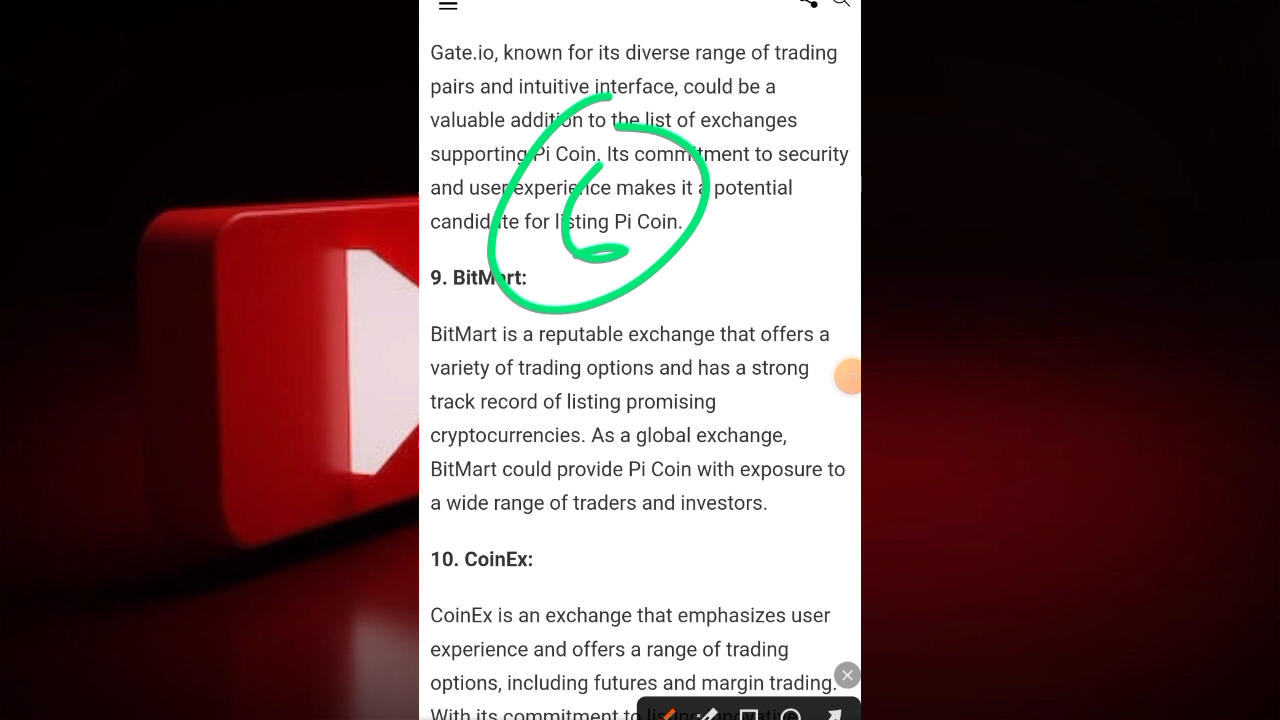 Gate.io, known for its diverse range of trading
pairs and intuitive interface, could be a
valuable addition to the list of exchanges
supporting Pi Coin. Its commitment to security
and user experience makes it a potential
candidate for listing Pi Coin.
9. BitMart:
BitMart is a reputable exchange that offers a
variety of trading options and has a strong
track record of listing promising
cryptocurrencies. As a global exchange,
BitMart could provide Pi Coin with exposure to
a wide range of traders and investors.
10. CoinEx:
CoinEx is an exchange that emphasizes user
experience and offers a range of trading
options, including futures and margin trading.
With its commitment to listing innovative